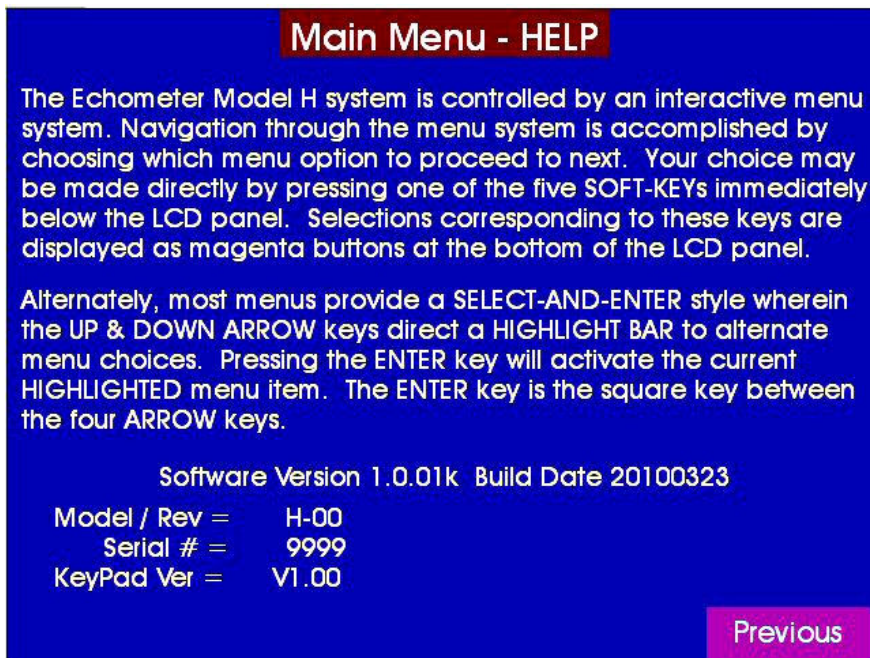 Main Menu - HELP
The Echometer Model H system is controlled by an interactive menu
system. Navigation through the menu system is accomplished by
choosing which menu option to proceed to next. Your choice may
be made directly by pressing one of the five SOFT-KEYs immediately
below the LCD panel. Selections corresponding to these keys are
displayed as magenta buttons at the bottom of the LCD panel.
Alternately, most menus provide a SELECT-AND-ENTER style wherein
the UP & DOWN ARROW keys direct a HIGHLIGHT BAR to alternate
menu choices. Pressing the ENTER key will activate the current
HIGHLIGHTED menu item. The ENTER key is the square key between
the four ARROW keys.
Software Version 1.0.01k Build Date 20100323
Model / Rev = H-00
Serial # = 9999
KeyPad Ver = V1.00
Previous